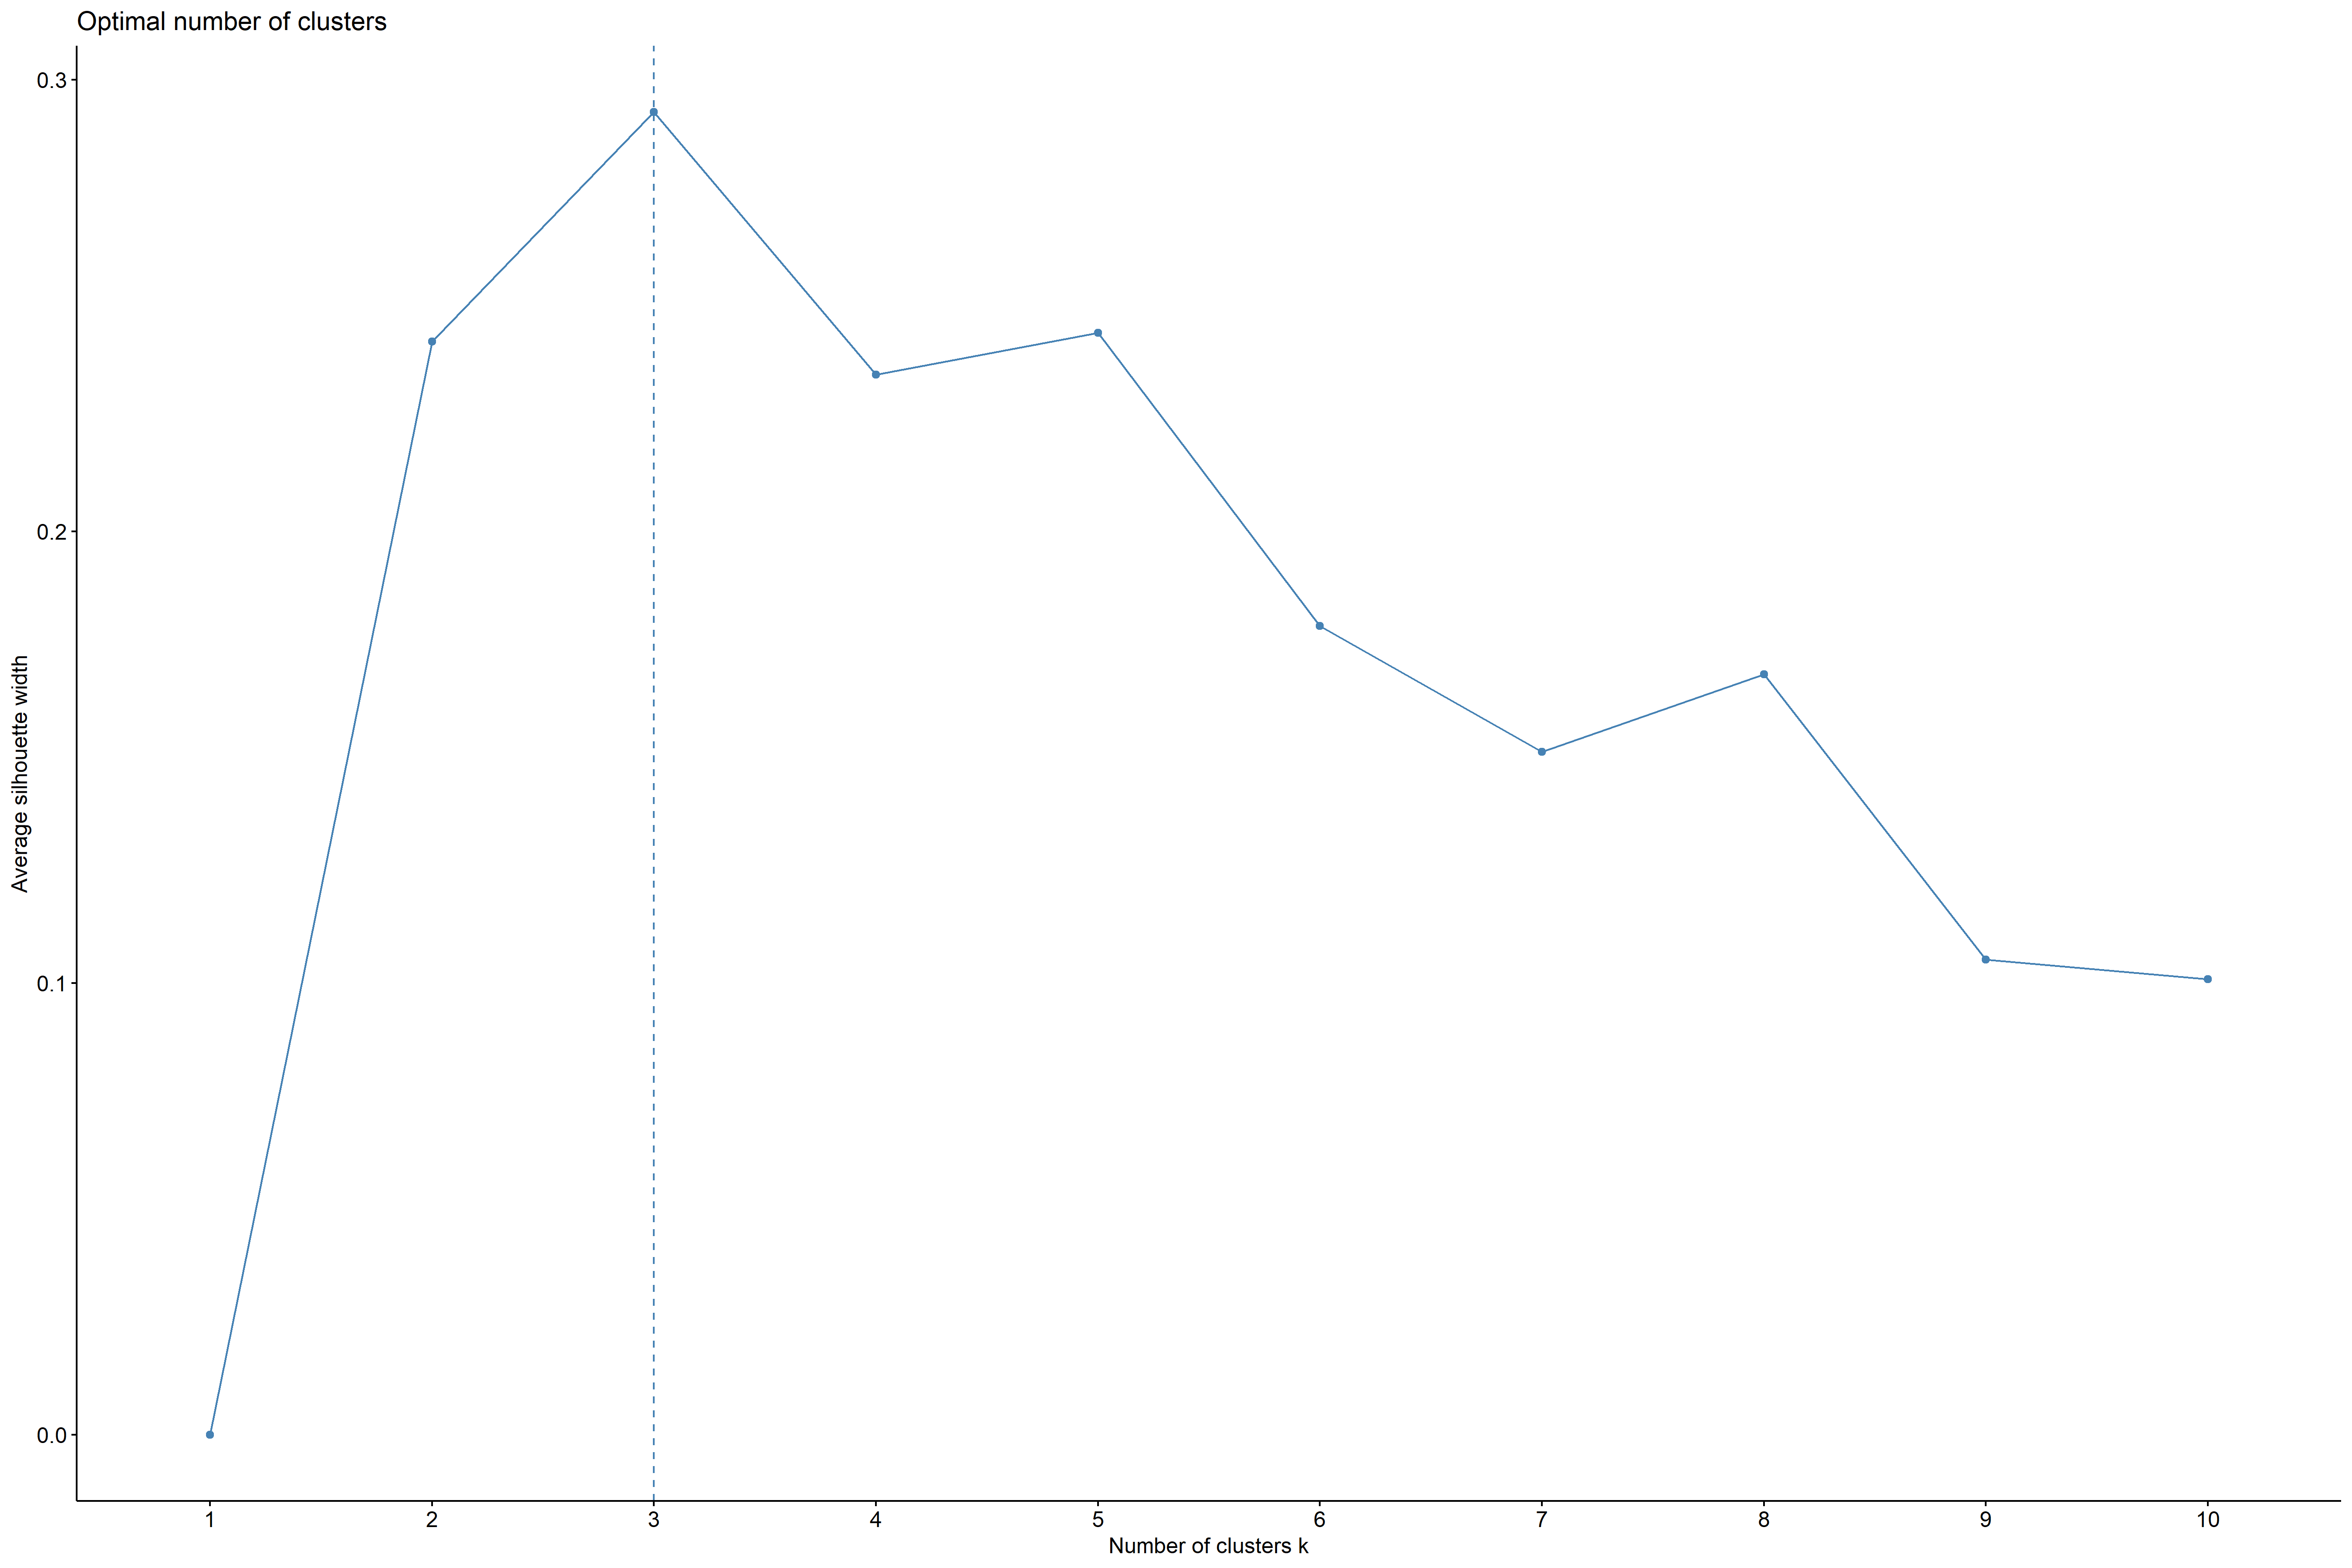 Optimal number of clusters
0.3
0.2
0.1
0.0
Average silhouette width
1 2 3 4 5 6 7 8 9 10
Number of clusters k